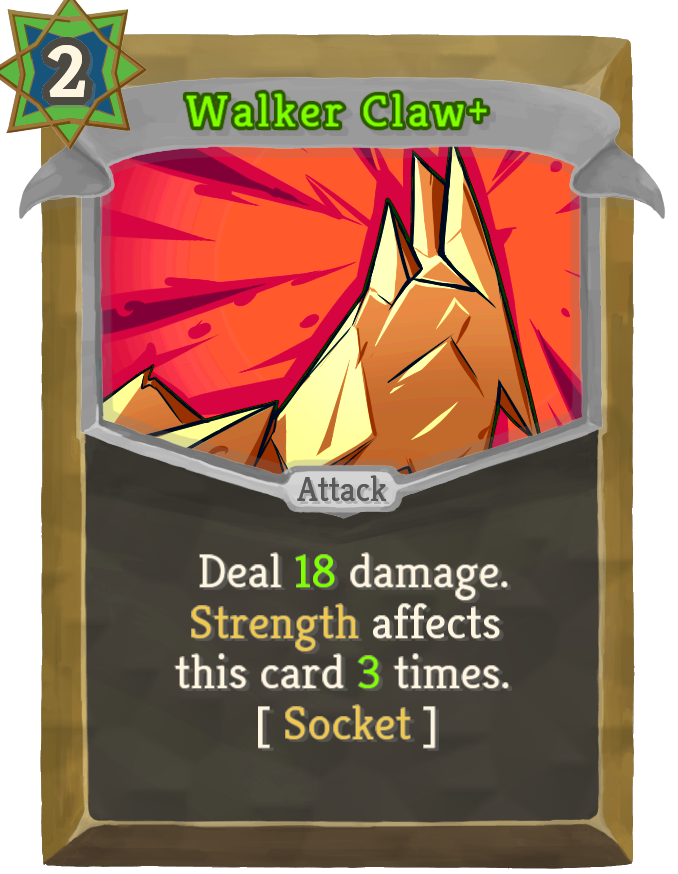 2
Walker Claw+
Attack
Deal 18 damage.
Strength affects
this card 3 times.
[ Socket ]